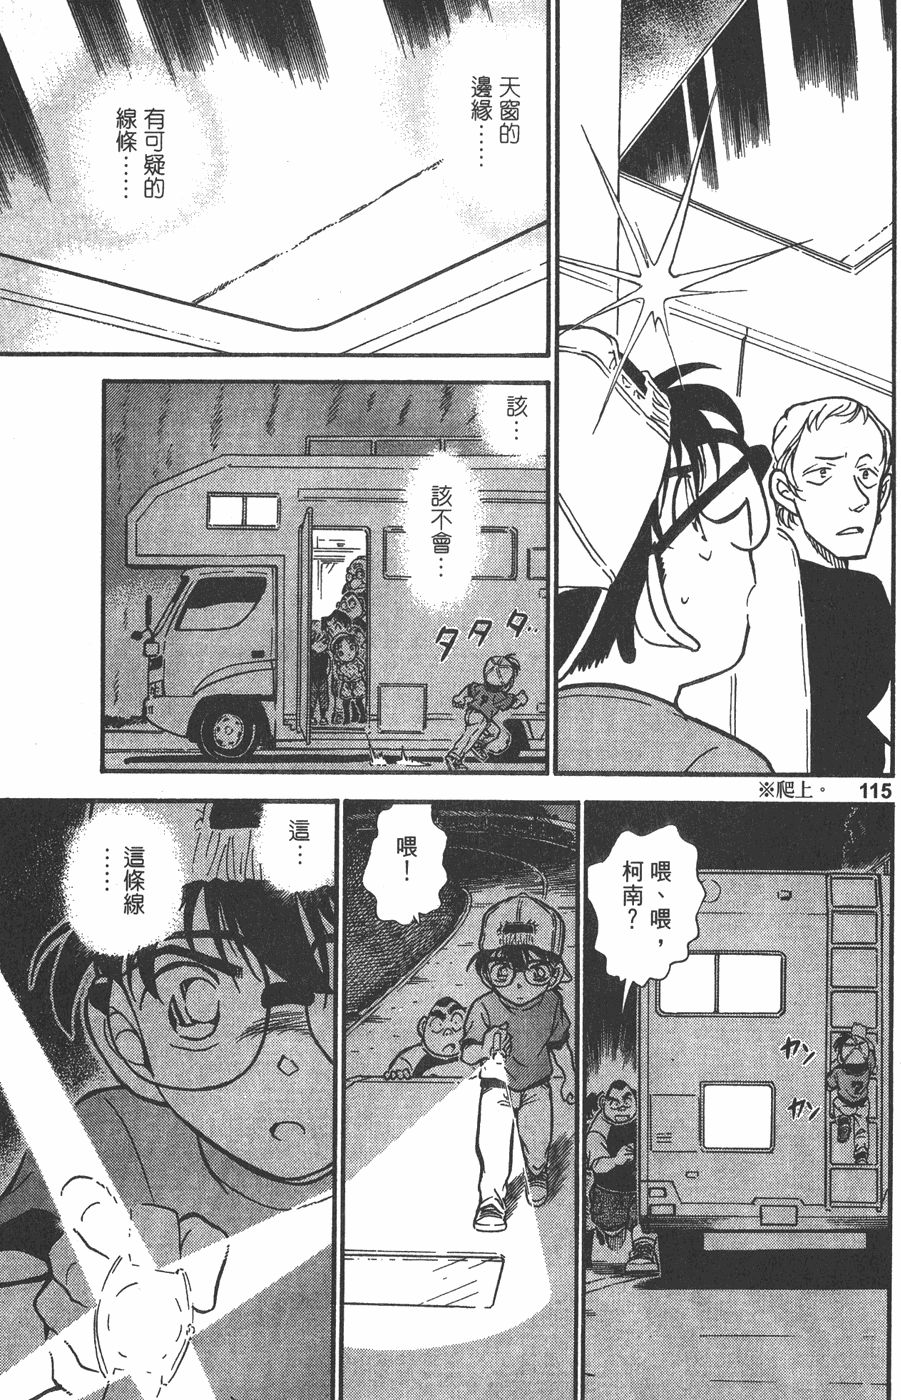 天窗的
邊緣……
有可疑的
線條……
該…
該不會…
タタタ..
※爬上。
115
喂、喂，
柯南？
カン
カン
喂！
這…
這條線
……